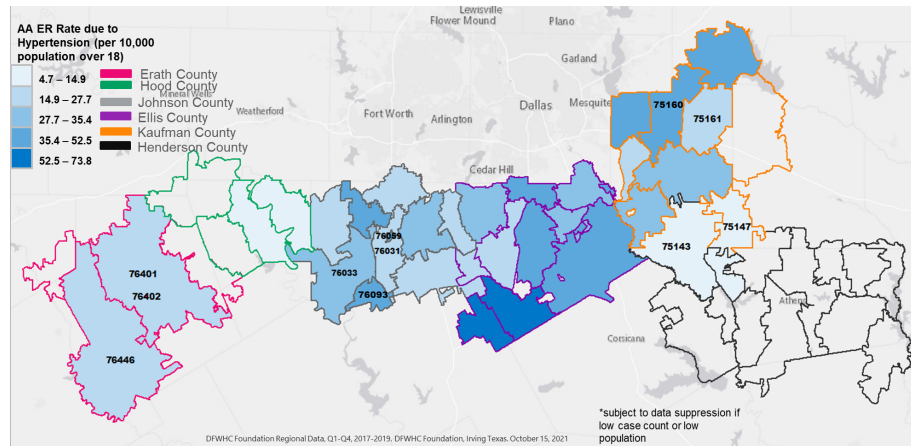 Lewisville
Flower Mound
Plano
AA ER Rate due to
Hypertension (per 10,000
population over 18)
4.7 – 14.9
14.9 – 27.7
27.7 – 35.4
35.4 – 52.5
52.5 – 73.8
Erath County
Hood County
Johnson County
Ellis County
Kaufman County
Henderson County
Mineral Wells
Weatherford
Fort Worth
Arlington
Dallas
Mesquite
Garland
Cedar Hill
75160
75161
75147
75143
76059
76031
76033
76093
76401
76402
76446
Athens
Corsicana
*subject to data suppression if
low case count or low
population
DFWHC Foundation Regional Data, Q1-Q4, 2017-2019. DFWHC Foundation, Irving Texas. October 15, 2021